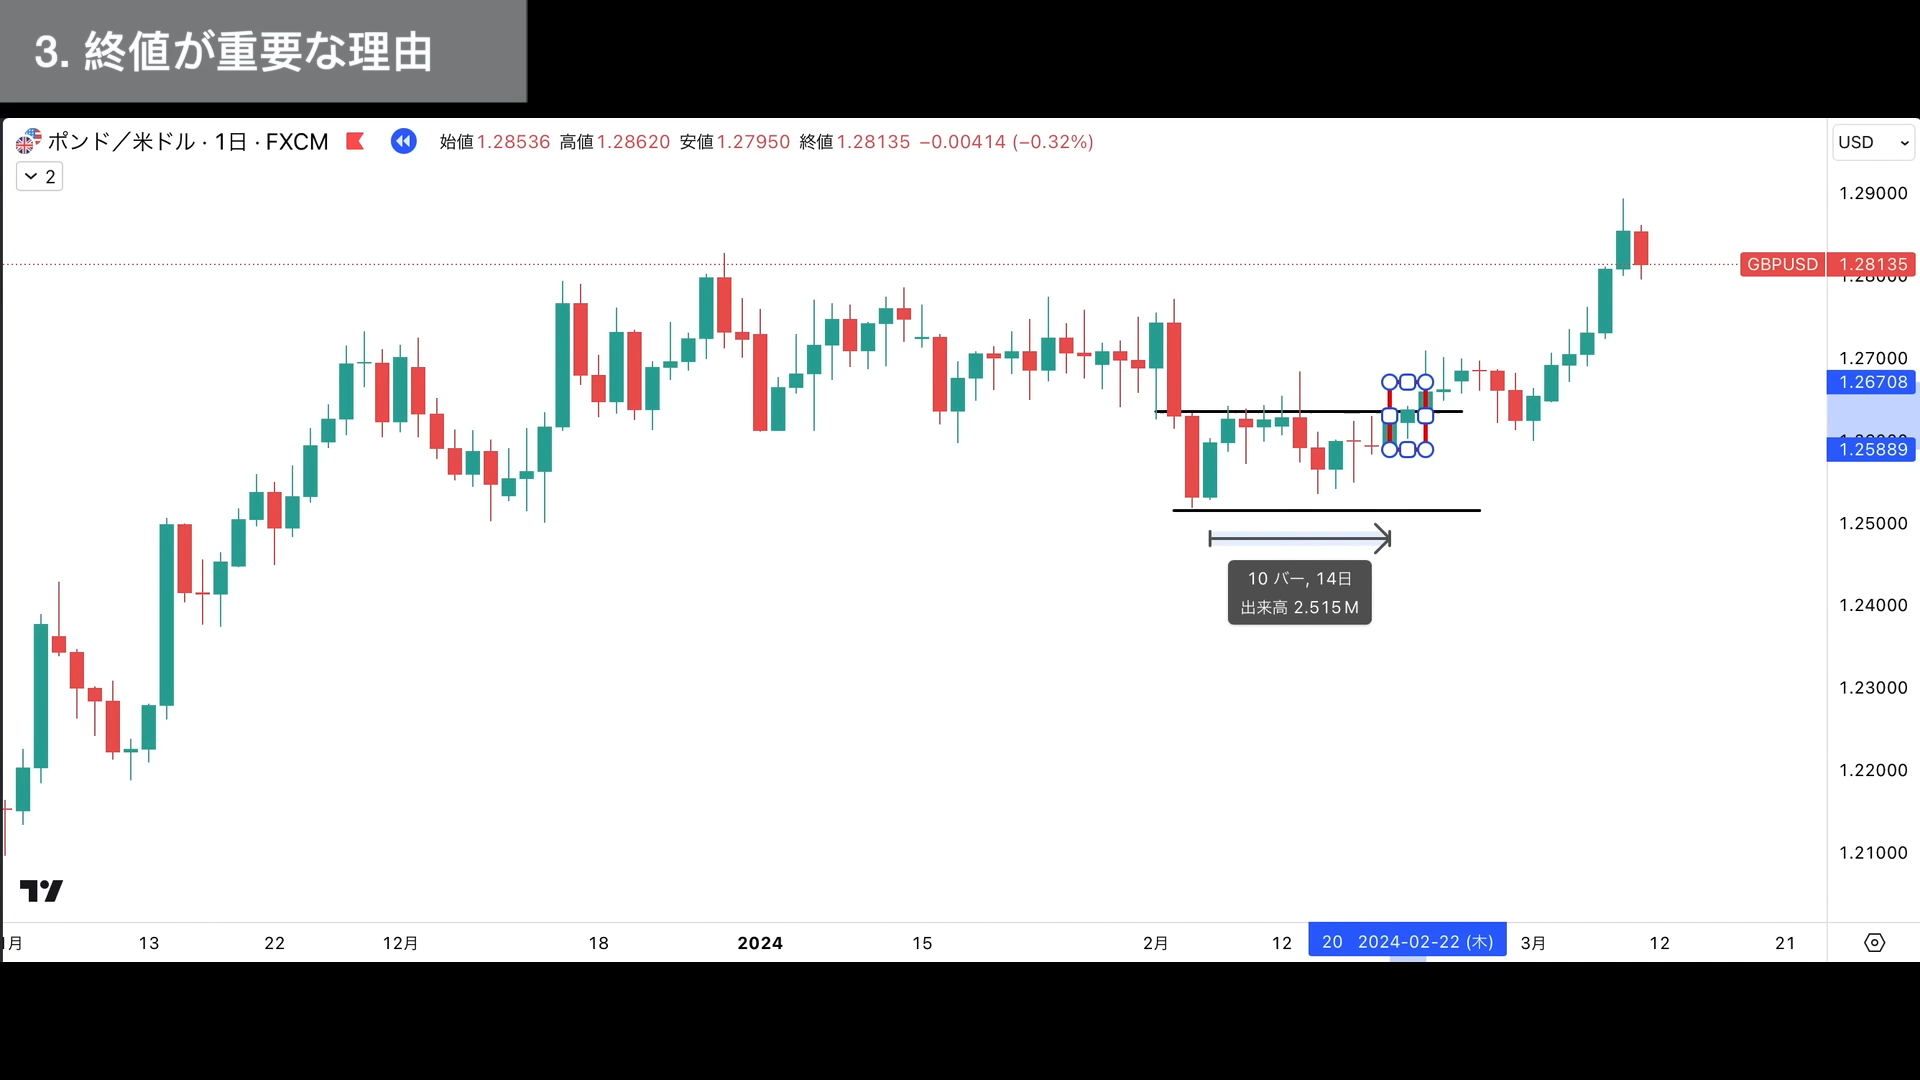 3. 終値が重要な理由
ポンド／米ドル · 1日 · FXCM
始値1.28536 高値1.28620 安値1.27950 終値1.28135 −0.00414 (−0.32%)
USD
2
1.29000
GBPUSD 1.28135
1.28000
1.27000
1.26708
1.25889
1.25000
10 バー, 14日
出来高 2.515 M
1.24000
1.23000
1.22000
1.21000
月 13 22 12月 18 2024 15 2月 12 20 2024-02-22 (木) 3月 12 21